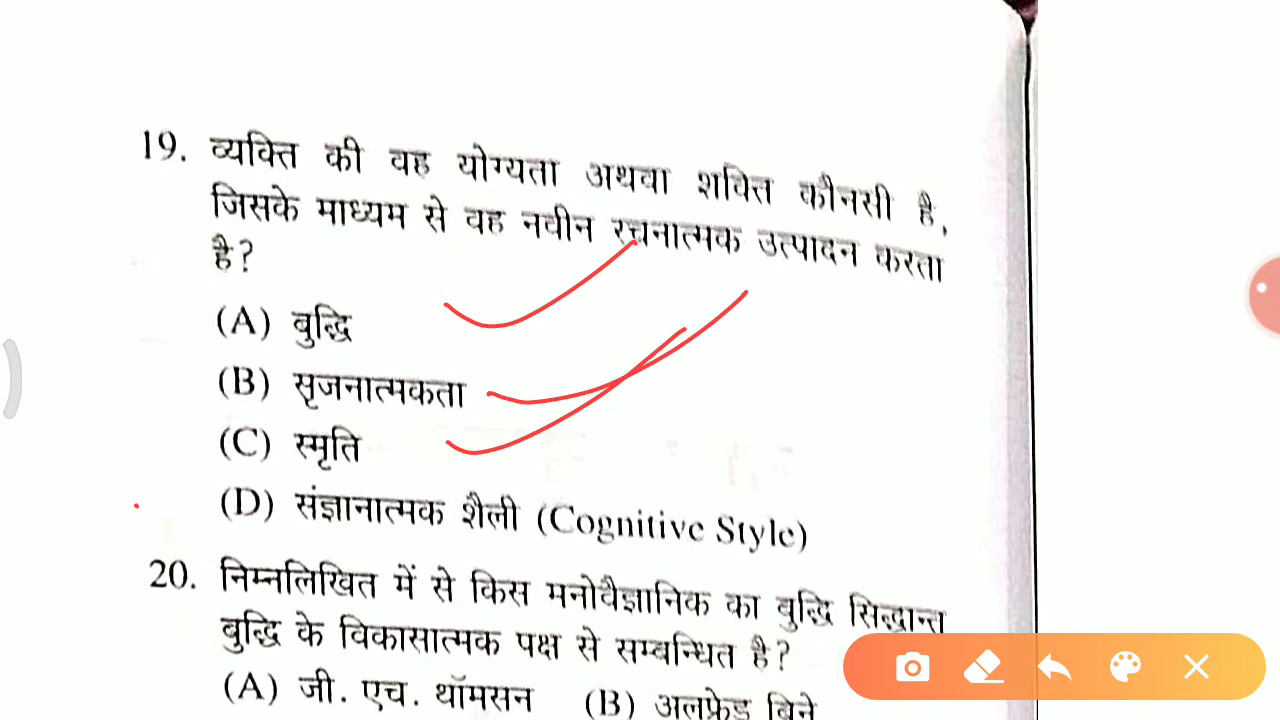 19. व्यक्ति की वह योग्यता अथवा शक्ति कौनसी है,
जिसके माध्यम से वह नवीन रचनात्मक उत्पादन करता
है?
(A) बुद्धि
(B) सृजनात्मकता
(C) स्मृति
(D) संज्ञानात्मक शैली (Cognitive Style)
20. निम्नलिखित में से किस मनोवैज्ञानिक का बुद्धि सिद्धान्त
बुद्धि के विकासात्मक पक्ष से सम्बन्धित है?
(A) जी. एच. थॉमसन (B) अलफ्रेड बिने